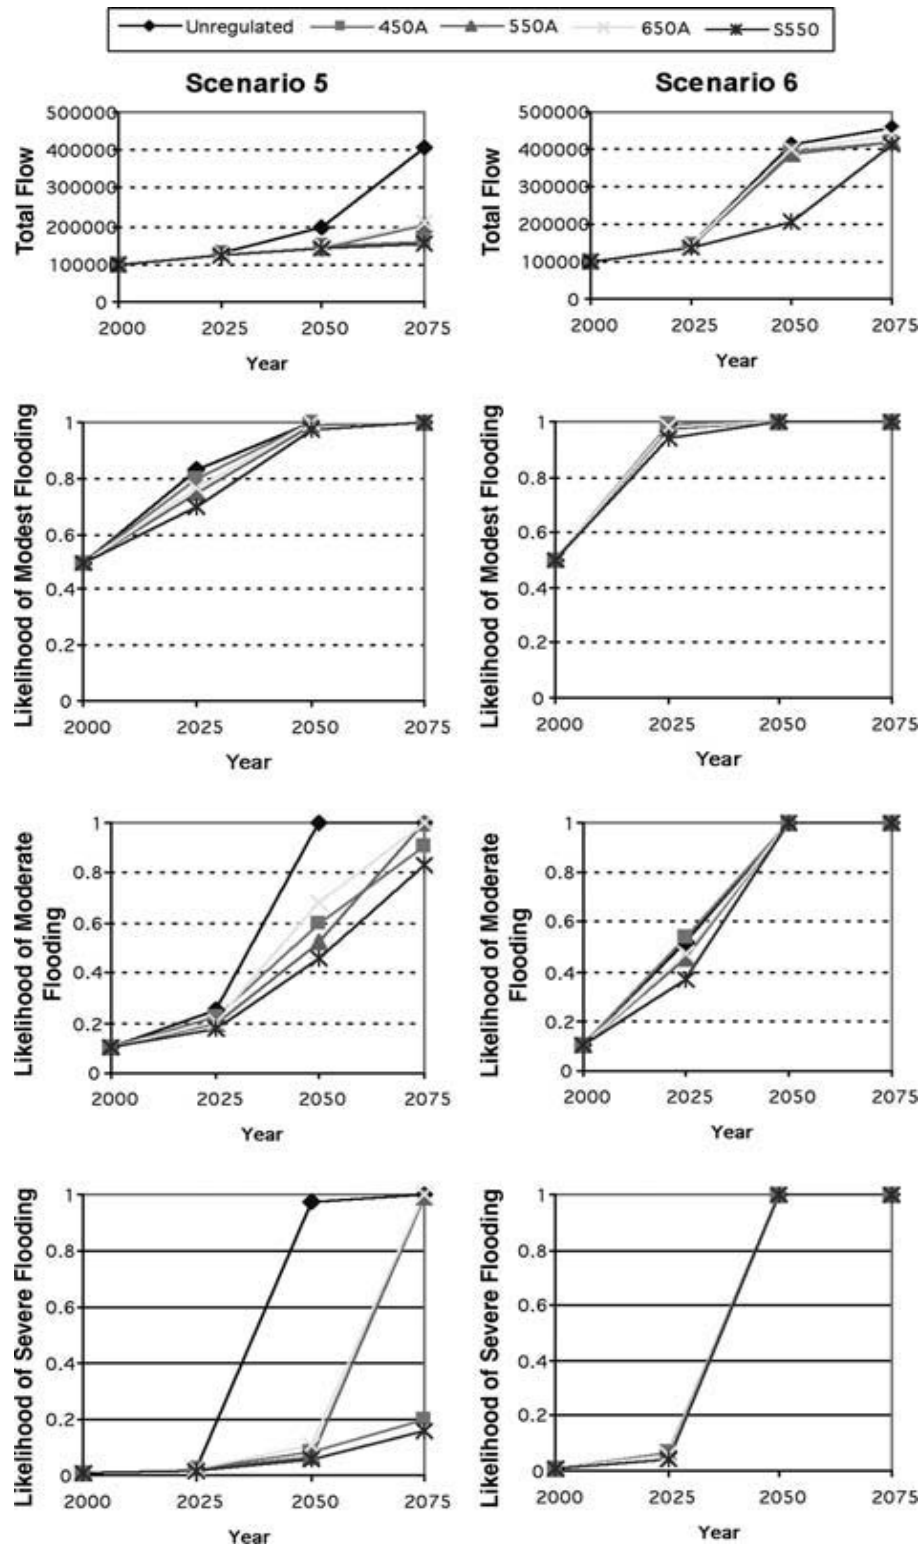 Unregulated 450A 550A 650A S550
Scenario 5
Total Flow
500000
400000
300000
200000
100000
0
2000 2025 2050 2075
Year
Scenario 6
Total Flow
500000
400000
300000
200000
100000
0
2000 2025 2050 2075
Year
Likelihood of Modest Flooding
1
0.8
0.6
0.4
0.2
0
2000 2025 2050 2075
Year
Likelihood of Modest Flooding
1
0.8
0.6
0.4
0.2
0
2000 2025 2050 2075
Year
Likelihood of Moderate
Flooding
1
0.8
0.6
0.4
0.2
0
2000 2025 2050 2075
Year
Likelihood of Moderate
Flooding
1
0.8
0.6
0.4
0.2
0
2000 2025 2050 2075
Year
Likelihood of Severe Flooding
1
0.8
0.6
0.4
0.2
0
2000 2025 2050 2075
Year
Likelihood of Severe Flooding
1
0.8
0.6
0.4
0.2
0
2000 2025 2050 2075
Year